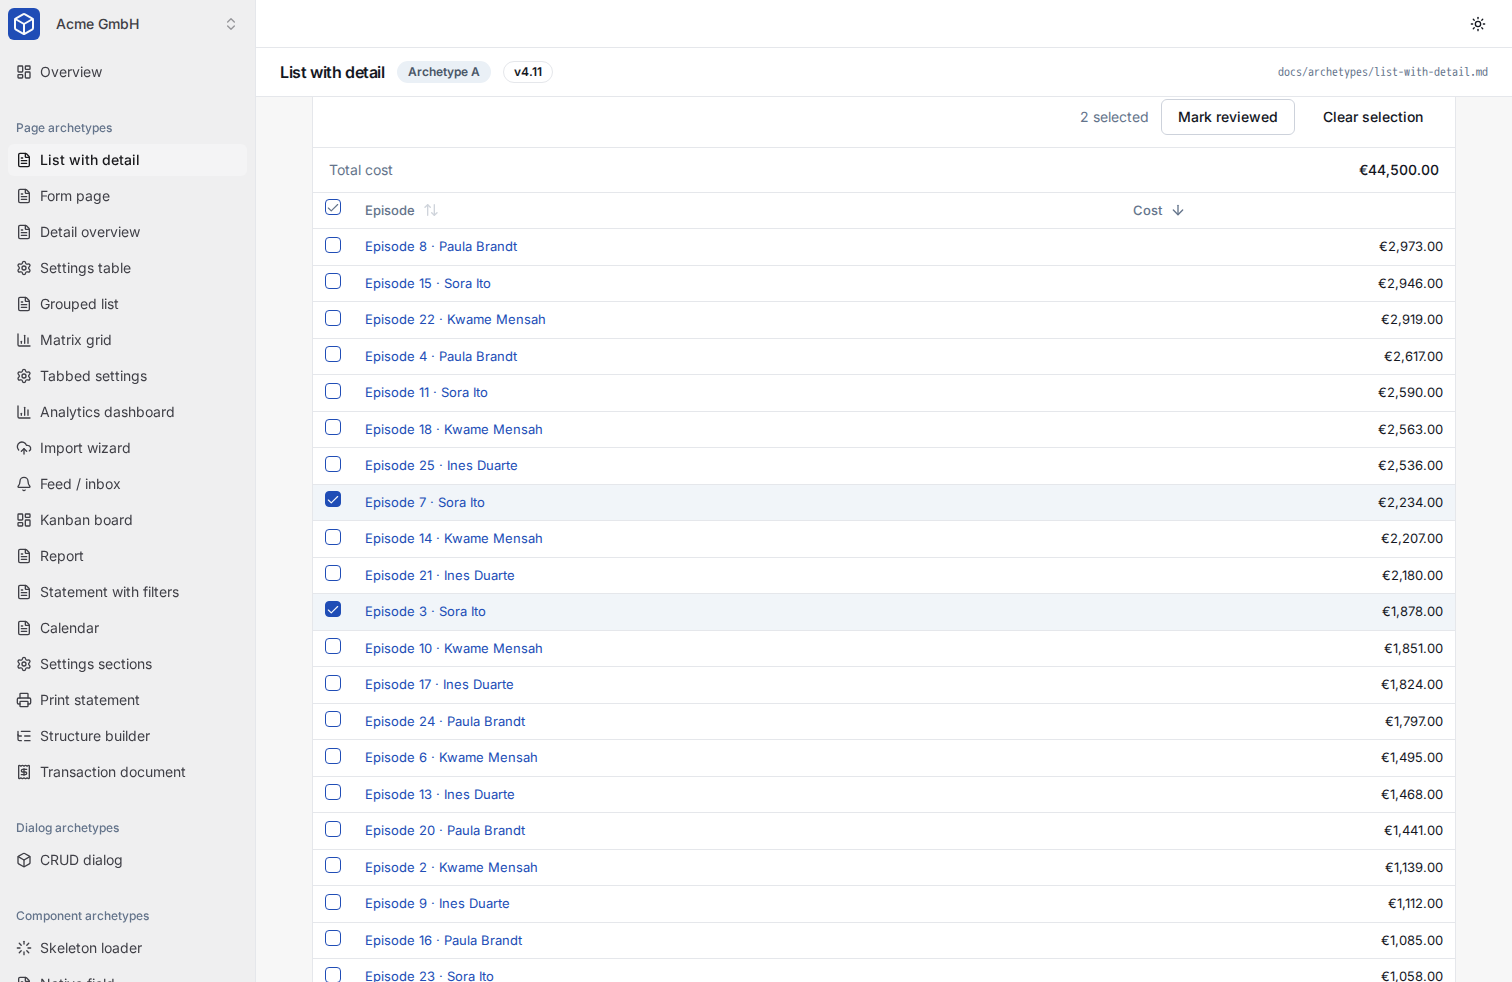 Acme GmbH
Overview
Page archetypes
List with detail
Form page
Detail overview
Settings table
Grouped list
Matrix grid
Tabbed settings
Analytics dashboard
Import wizard
Feed / inbox
Kanban board
Report
Statement with filters
Calendar
Settings sections
Print statement
Structure builder
Transaction document
Dialog archetypes
CRUD dialog
Component archetypes
Skeleton loader
Native field
List with detail Archetype A v4.11 docs/archetypes/list-with-detail.md
2 selected Mark reviewed Clear selection
Total cost €44,500.00
Episode Cost
Episode 8 · Paula Brandt €2,973.00
Episode 15 · Sora Ito €2,946.00
Episode 22 · Kwame Mensah €2,919.00
Episode 4 · Paula Brandt €2,617.00
Episode 11 · Sora Ito €2,590.00
Episode 18 · Kwame Mensah €2,563.00
Episode 25 · Ines Duarte €2,536.00
Episode 7 · Sora Ito €2,234.00
Episode 14 · Kwame Mensah €2,207.00
Episode 21 · Ines Duarte €2,180.00
Episode 3 · Sora Ito €1,878.00
Episode 10 · Kwame Mensah €1,851.00
Episode 17 · Ines Duarte €1,824.00
Episode 24 · Paula Brandt €1,797.00
Episode 6 · Kwame Mensah €1,495.00
Episode 13 · Ines Duarte €1,468.00
Episode 20 · Paula Brandt €1,441.00
Episode 2 · Kwame Mensah €1,139.00
Episode 9 · Ines Duarte €1,112.00
Episode 16 · Paula Brandt €1,085.00
Episode 23 · Sora Ito €1,058.00